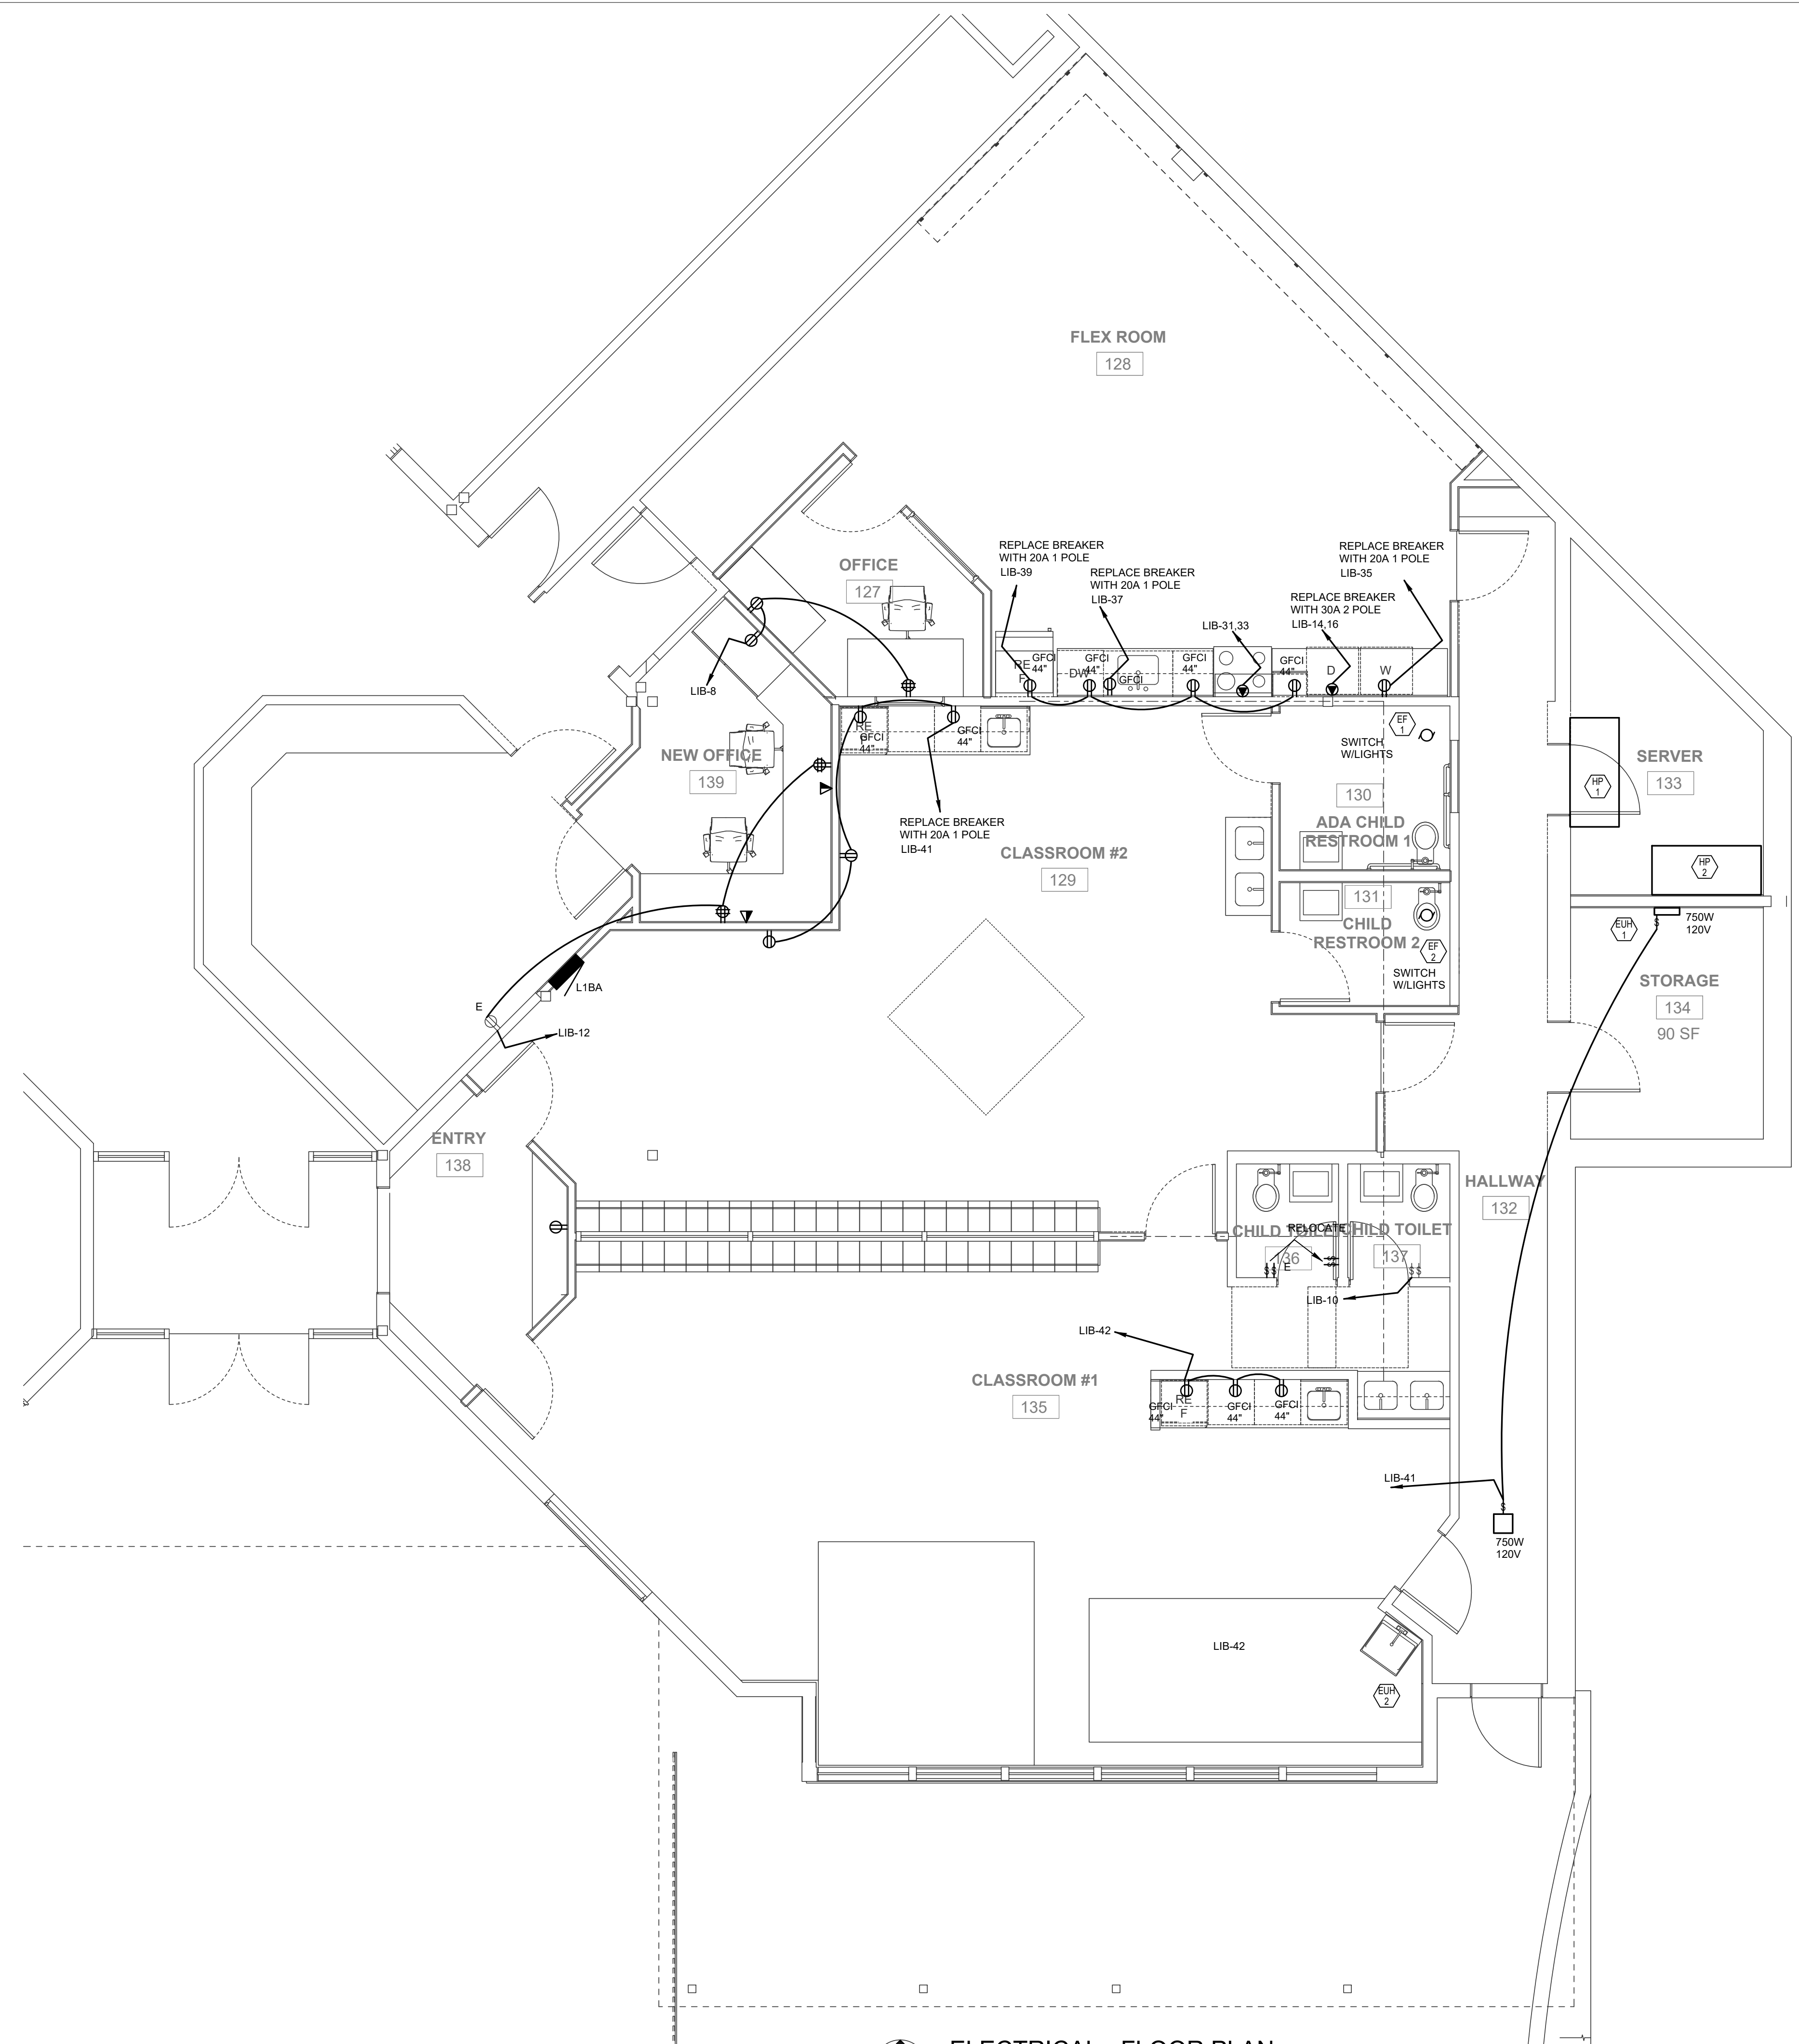 FLEX ROOM
128
REPLACE BREAKER
WITH 20A 1 POLE
LIB-39
REPLACE BREAKER
WITH 20A 1 POLE
LIB-37
REPLACE BREAKER
WITH 20A 1 POLE
LIB-35
REPLACE BREAKER
WITH 30A 2 POLE
LIB-14,16
LIB-31,33
OFFICE
127
LIB-8
RE
F
GFCI
44"
DW
GFCI
44"
GFCI
GFCI
44"
GFCI
44"
D
W
RE
GFCI
44"
GFCI
44"
NEW OFFICE
139
REPLACE BREAKER
WITH 20A 1 POLE
LIB-41
CLASSROOM #2
129
EF
1
SWITCH
W/LIGHTS
130
ADA CHILD
RESTROOM 1
131
CHILD
RESTROOM 2
EF
2
SWITCH
W/LIGHTS
SERVER
133
HP
1
HP
2
EUH
1
$
750W
120V
STORAGE
134
90 SF
L1BA
E
LIB-12
ENTRY
138
HALLWAY
132
CHILD TOILET
136
RELOCATE
CHILD TOILET
137
$
$
E
$
$
$
$
LIB-10
LIB-42
CLASSROOM #1
135
RE
F
GFCI
44"
GFCI
44"
GFCI
44"
LIB-41
$
750W
120V
LIB-42
EUH
2
ELECTRICAL - FLOOR PLAN